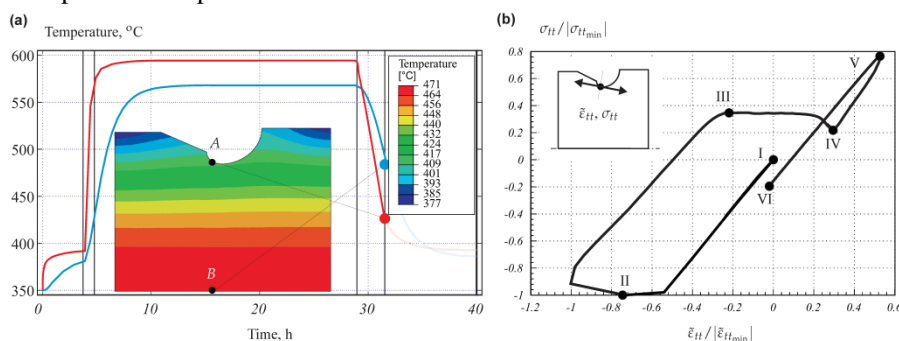 (a)
Temperature, °C
600
550
500
450
400
350
0
10
20
30
40
Time, h
A
B
Temperature
[°C]
471
464
456
448
440
432
424
417
409
401
393
385
377
(b)
σtt/|σttmin|
0.8
0.6
0.4
0.2
0
-0.2
-0.4
-0.6
-0.8
-1
-1.2
-1
-0.8
-0.6
-0.4
-0.2
0
0.2
0.4
0.6
ε̃tt, σtt
I
II
III
IV
V
VI
ε̃tt/|ε̃ttmin|